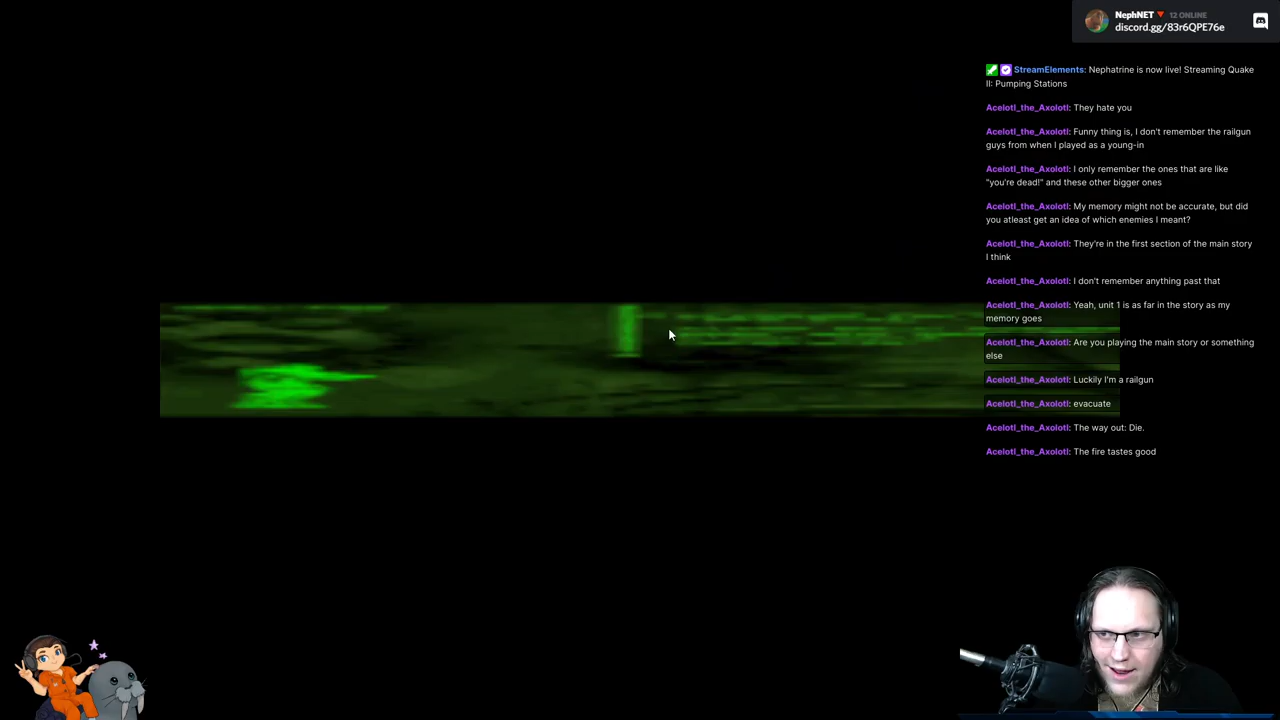 NephNET 12 ONLINE
discord.gg/83r6QPE76e
StreamElements: Nephatrine is now live! Streaming Quake
II: Pumping Stations
Acelotl_the_Axolotl: They hate you
Acelotl_the_Axolotl: Funny thing is, I don't remember the railgun
guys from when I played as a young-in
Acelotl_the_Axolotl: I only remember the ones that are like
"you're dead!" and these other bigger ones
Acelotl_the_Axolotl: My memory might not be accurate, but did
you atleast get an idea of which enemies I meant?
Acelotl_the_Axolotl: They're in the first section of the main story
I think
Acelotl_the_Axolotl: I don't remember anything past that
Acelotl_the_Axolotl: Yeah, unit 1 is as far in the story as my
memory goes
Acelotl_the_Axolotl: Are you playing the main story or something
else
Acelotl_the_Axolotl: Luckily I'm a railgun
Acelotl_the_Axolotl: evacuate
Acelotl_the_Axolotl: The way out: Die.
Acelotl_the_Axolotl: The fire tastes good